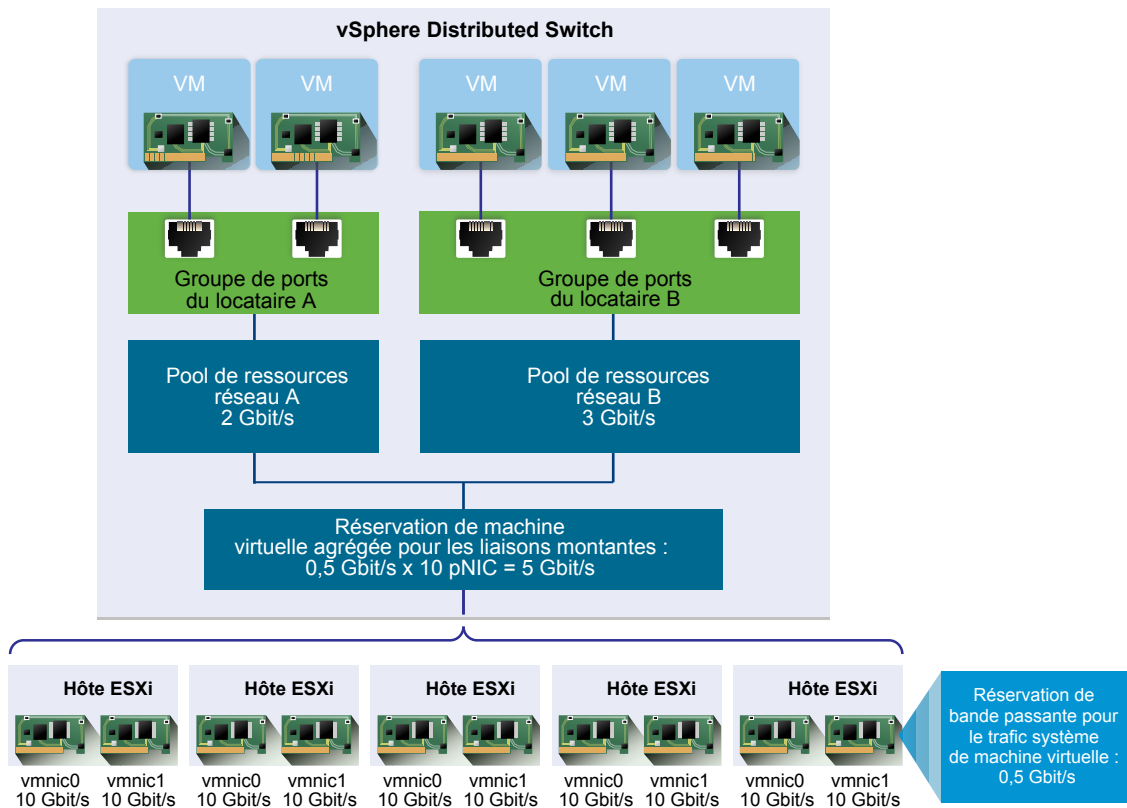 vSphere Distributed Switch
VM
VM
VM
VM
VM
Groupe de ports
du locataire A
Groupe de ports
du locataire B
Pool de ressources
réseau A
2 Gbit/s
Pool de ressources
réseau B
3 Gbit/s
Réservation de machine
virtuelle agrégée pour les liaisons montantes :
0,5 Gbit/s x 10 pNIC = 5 Gbit/s
Hôte ESXi
Hôte ESXi
Hôte ESXi
Hôte ESXi
Hôte ESXi
vmnic0
10 Gbit/s
vmnic1
10 Gbit/s
vmnic0
10 Gbit/s
vmnic1
10 Gbit/s
vmnic0
10 Gbit/s
vmnic1
10 Gbit/s
vmnic0
10 Gbit/s
vmnic1
10 Gbit/s
vmnic0
10 Gbit/s
vmnic1
10 Gbit/s
Réservation de
bande passante pour
le trafic système
de machine virtuelle :
0,5 Gbit/s